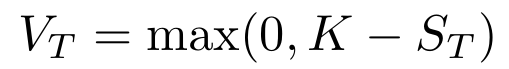 V_T = max(0, K − S_T)